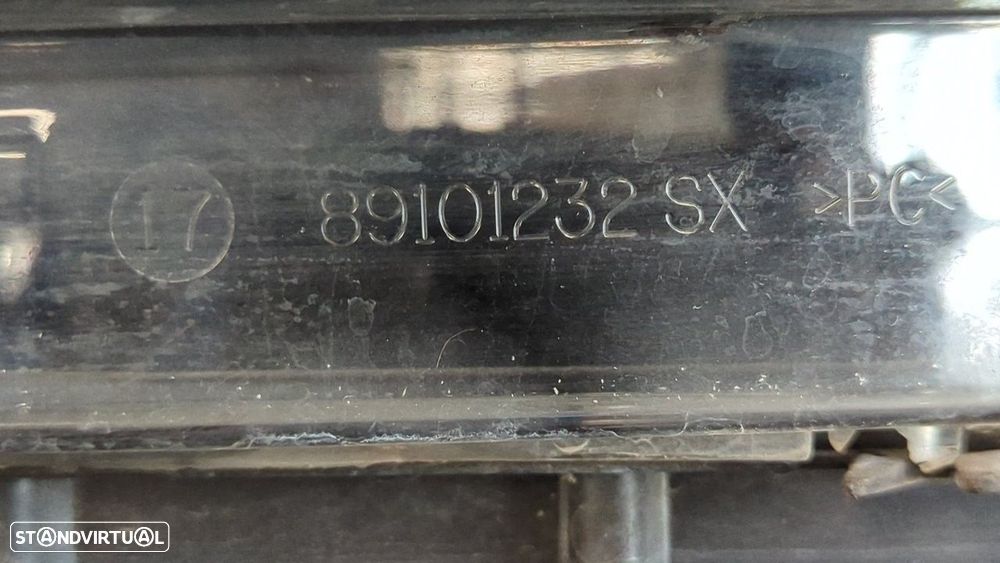 17 89101232 SX >PC<
STANDVIRTUAL